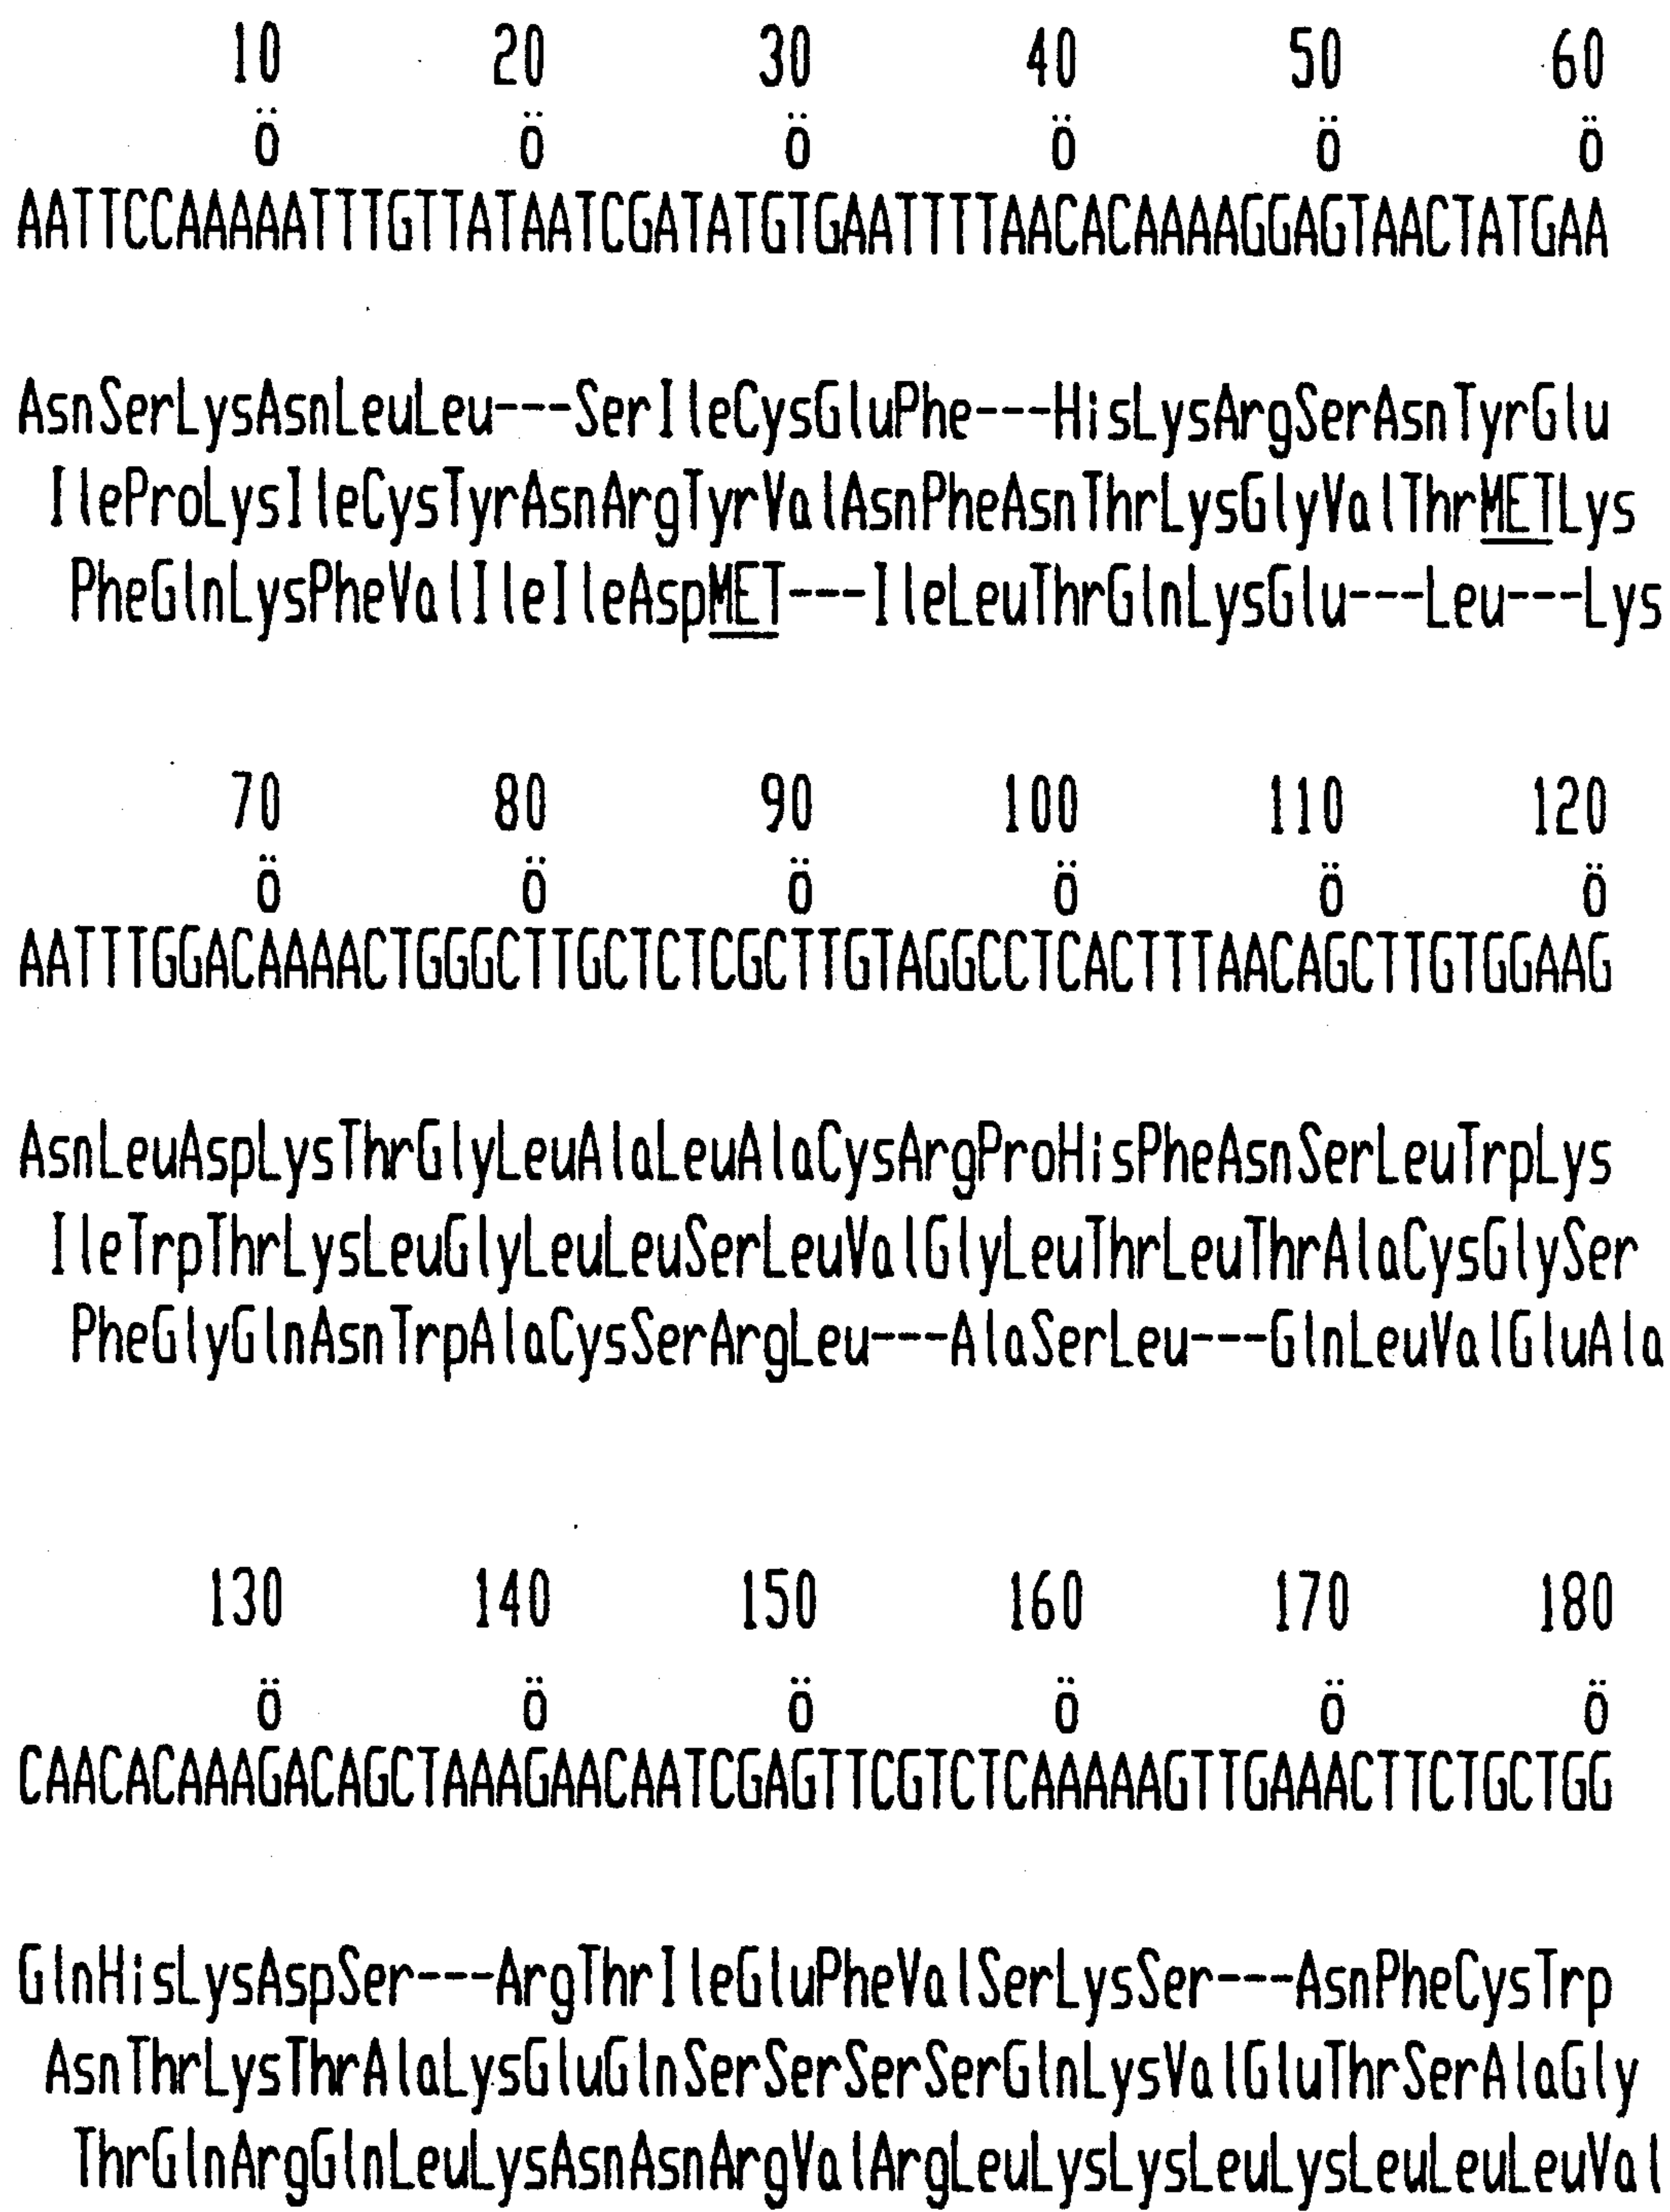 10 20 30 40 50 60
ö ö ö ö ö ö
AATTCCAAAAATTTGTTATAATCGATATGTGAATTTTAACACAAAAGGAGTAACTATGAA
AsnSerLysAsnLeuLeu---SerIleCysGluPhe---HisLysArgSerAsnTyrGlu
IleProLysIleCysTyrAsnArgTyrValAsnPheAsnThrLysGlyValThrMETLys
PheGlnLysPheValIleIleAspMET---IleLeuThrGlnLysGlu---Leu---Lys
70 80 90 100 110 120
ö ö ö ö ö ö
AATTTGGACAAAACTGGGCTTGCTCTCGCTTGTAGGCCTCACTTTAACAGCTTGTGGAAG
AsnLeuAspLysThrGlyLeuAlaLeuAlaCysArgProHisPheAsnSerLeuTrpLys
IleTrpThrLysLeuGlyLeuLeuSerLeuValGlyLeuThrLeuThrAlaCysGlySer
PheGlyGlnAsnTrpAlaCysSerArgLeu---AlaSerLeu---GlnLeuValGluAla
130 140 150 160 170 180
ö ö ö ö ö ö
CAACACAAAGACAGCTAAAGAACAATCGAGTTCGTCTCAAAAAGTTGAAACTTCTGCTGG
GlnHisLysAspSer---ArgThrIleGluPheValSerLysSer---AsnPheCysTrp
AsnThrLysThrAlaLysGluGlnSerSerSerSerGlnLysValGluThrSerAlaGly
ThrGlnArgGlnLeuLysAsnAsnArgValArgLeuLysLysLeuLysLeuLeuLeuVal